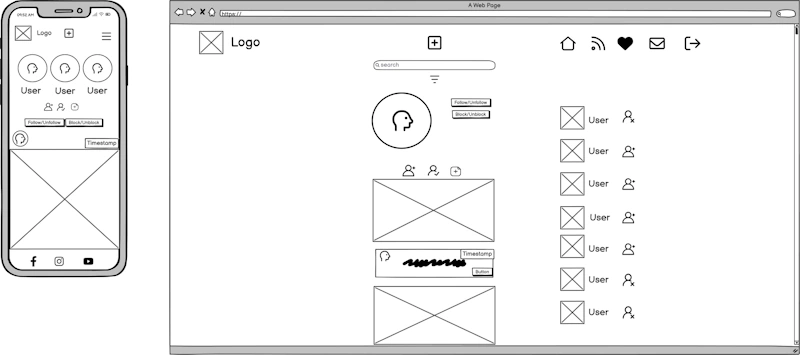 09:52 AM
Logo
User User User
Follow/Unfollow Block/Unblock
Timestamp
A Web Page
https://
Logo
search
Follow/Unfollow
Block/Unblock
Timestamp
Button
User
User
User
User
User
User
User